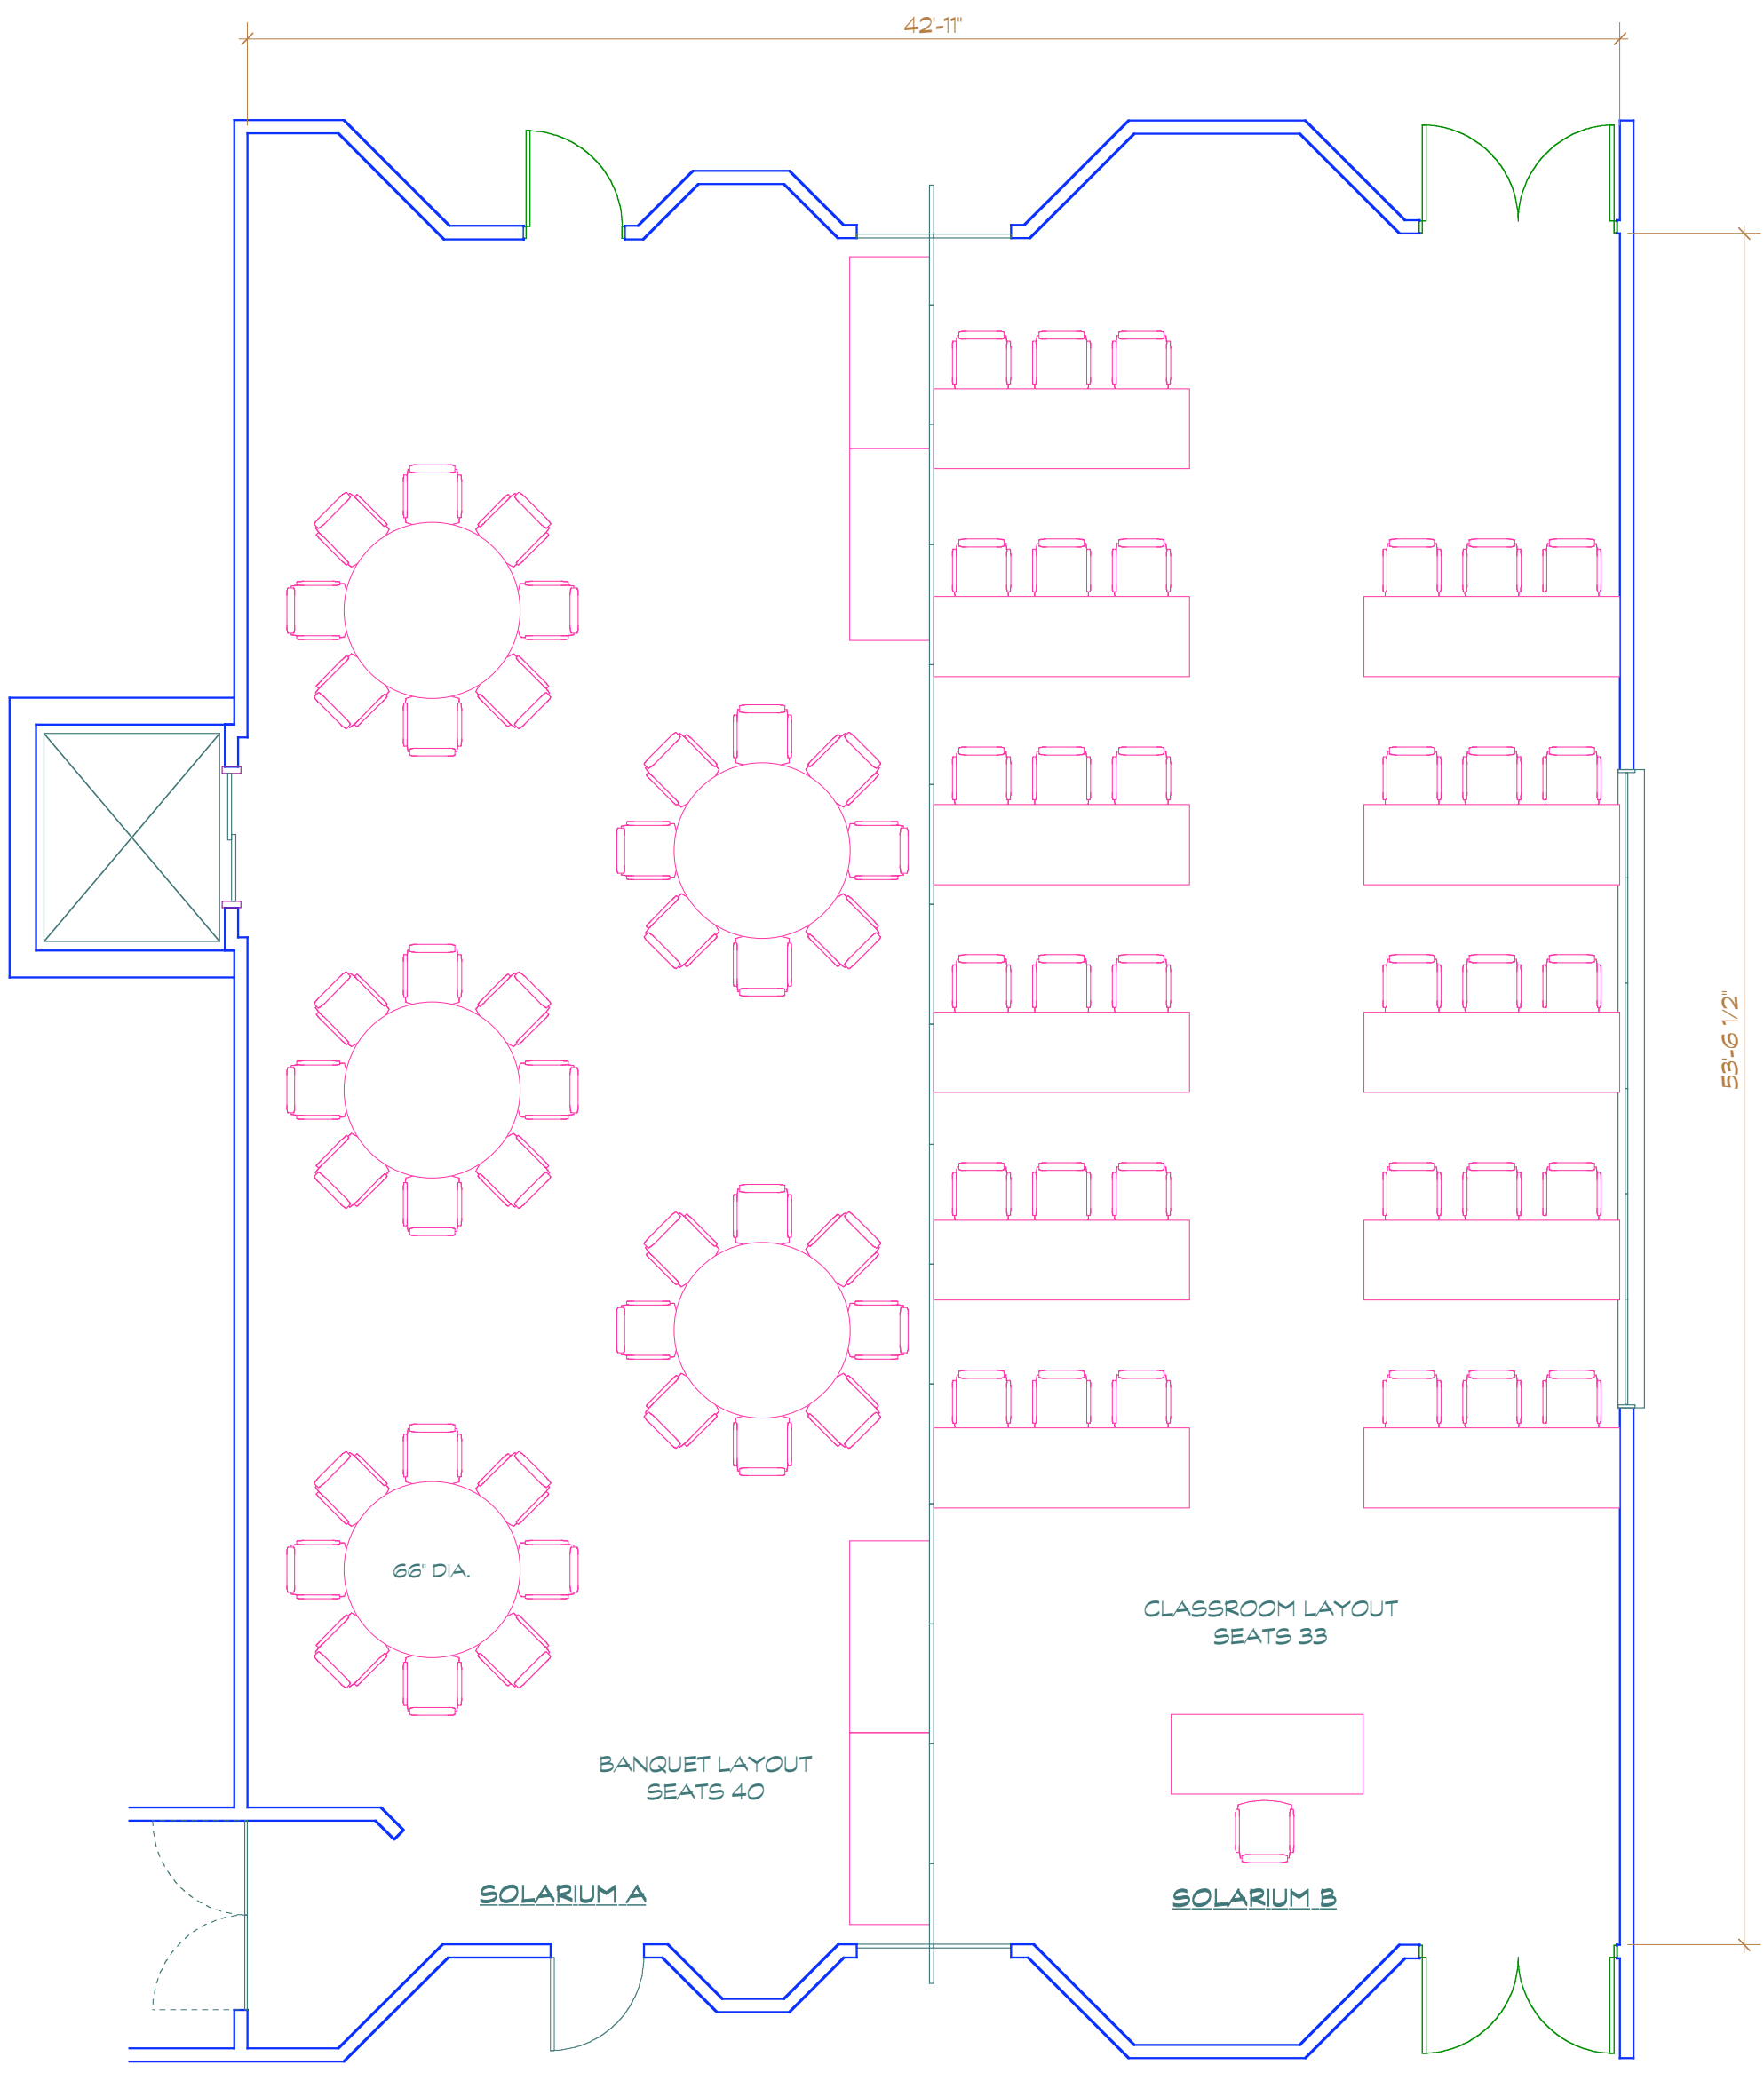 42'-11"
53'-6 1/2"
66" DIA.
CLASSROOM LAYOUT
SEATS 33
BANQUET LAYOUT
SEATS 40
SOLARIUM A
SOLARIUM B